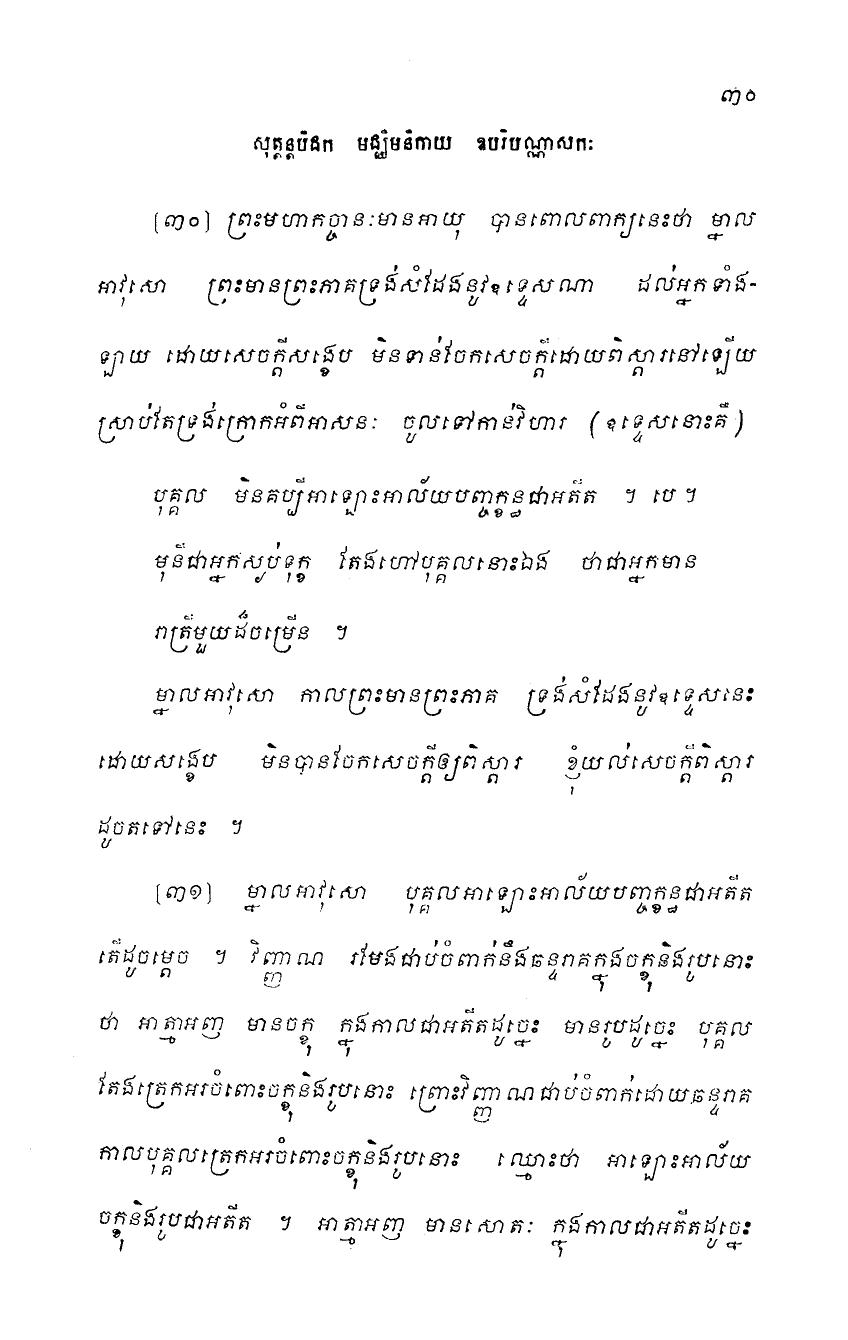 ៣០
សុត្តន្តបិដក មជ្ឈិមនិកាយ ឧបរិបណ្ណាសកៈ
[៣០] ព្រះមហាកច្ចានៈមានអាយុ បានពោលពាក្យនេះថា ម្នាល
អាវុសោ ព្រះមានព្រះភាគទ្រង់សំដែងនូវឧទ្ទេសណា ដល់អ្នកទាំង-
ឡាយ ដោយសេចក្តីសង្ខេប មិនទាន់ចែកសេចក្តីដោយពិស្តារនៅឡើយ
ស្រាប់តែទ្រង់ក្រោកអំពីអាសនៈ ចូលទៅកាន់វិហារ (ឧទ្ទេសនោះគឺ)
បុគ្គល មិនគប្បីអាឡោះអាល័យបញ្ចក្ខន្ធជាអតីត ។ បេ ។
មុនីជាអ្នកស្ងប់ទុក្ខ តែងហៅបុគ្គលនោះឯង ថាជាអ្នកមាន
រាត្រីមួយដ៏ចម្រើន ។
ម្នាលអាវុសោ កាលព្រះមានព្រះភាគ ទ្រង់សំដែងនូវឧទ្ទេសនេះ
ដោយសង្ខេប មិនបានចែកសេចក្តីឲ្យពិស្តារ ខ្ញុំយល់សេចក្តីពិស្តារ
ដូចតទៅនេះ ។
[៣១] ម្នាលអាវុសោ បុគ្គលអាឡោះអាល័យបញ្ចក្ខន្ធជាអតីត
តើដូចម្តេច ។ វិញ្ញាណ រមែងជាប់ចំពាក់នឹងឆន្ទរាគក្នុងចក្ខុនិងរូបនោះ
ថា អាត្មាអញ មានចក្ខុ ក្នុងកាលជាអតីតដូច្នេះ មានរូបដូច្នេះ បុគ្គល
តែងត្រេកអរចំពោះចក្ខុនិងរូបនោះ ព្រោះវិញ្ញាណជាប់ចំពាក់ដោយឆន្ទរាគ
កាលបុគ្គលត្រេកអរចំពោះចក្ខុនិងរូបនោះ ឈ្មោះថា អាឡោះអាល័យ
ចក្ខុនិងរូបជាអតីត ។ អាត្មាអញ មានសោតៈ ក្នុងកាលជាអតីតដូច្នេះ